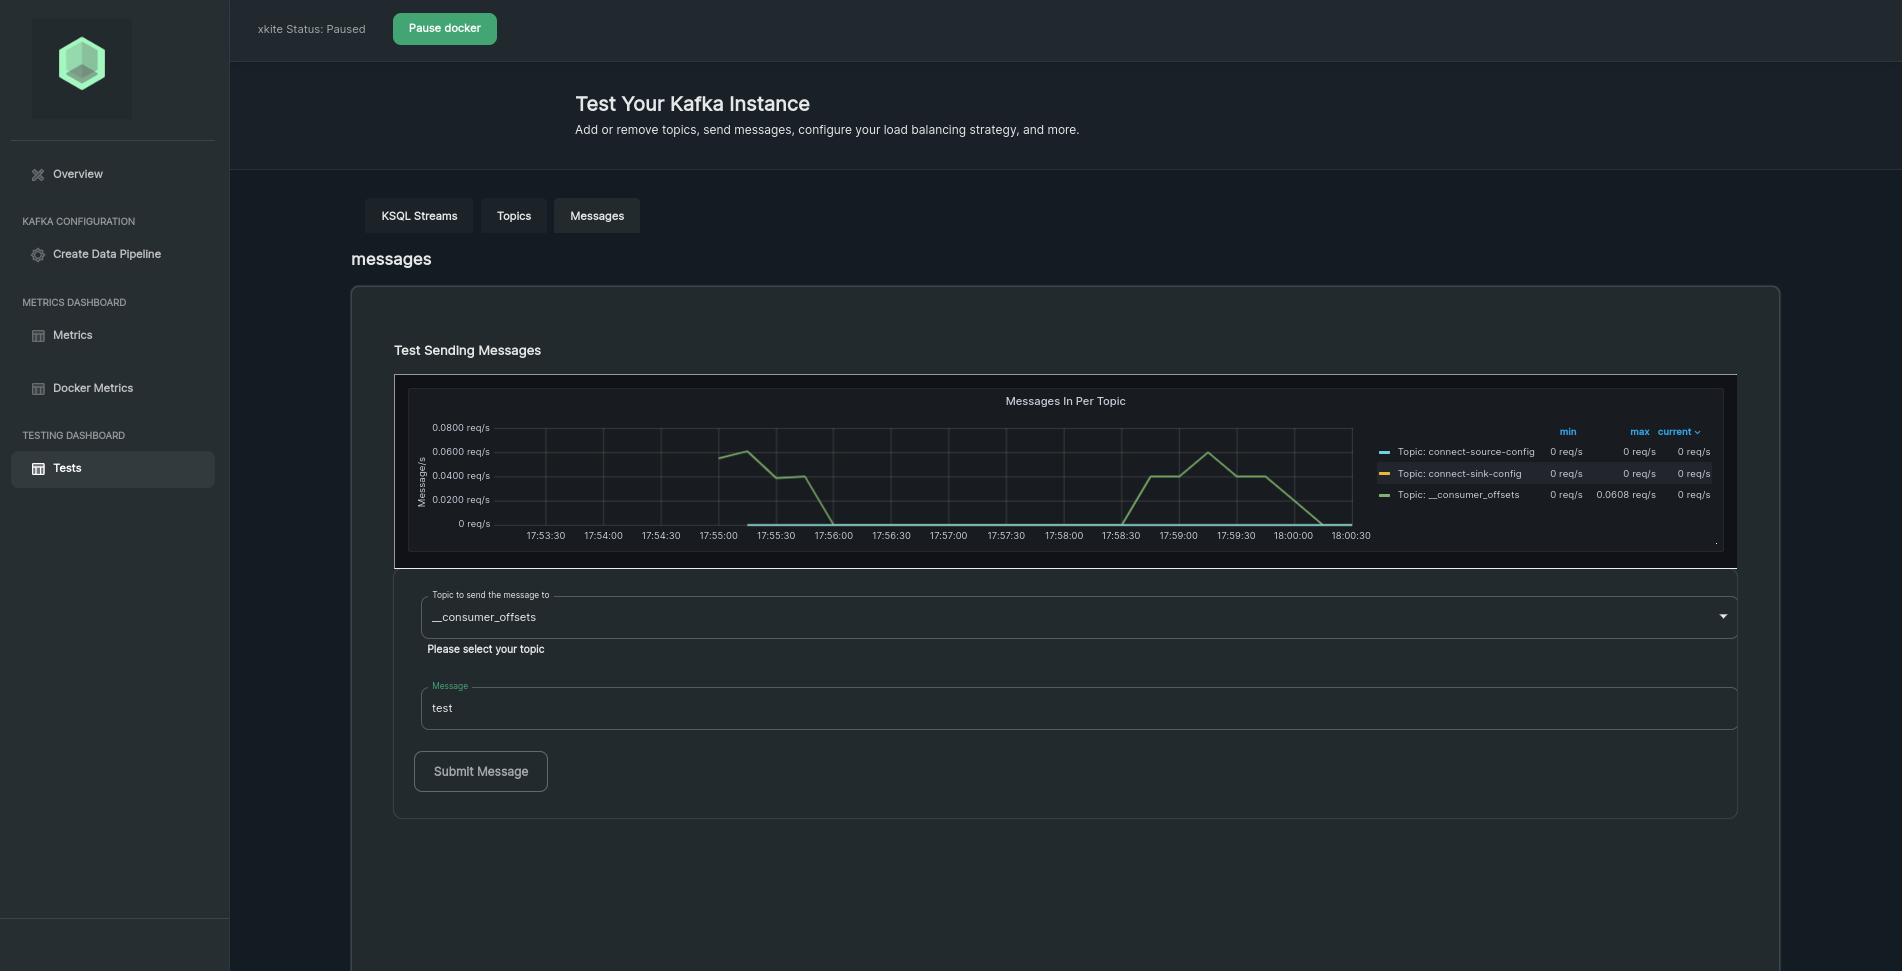 xkite Status: Paused
Pause docker
Overview
KAFKA CONFIGURATION
Create Data Pipeline
METRICS DASHBOARD
Metrics
Docker Metrics
TESTING DASHBOARD
Tests
Test Your Kafka Instance
Add or remove topics, send messages, configure your load balancing strategy, and more.
KSQL Streams
Topics
Messages
messages
Test Sending Messages
Messages In Per Topic
Message/s
0.0800 req/s
0.0600 req/s
0.0400 req/s
0.0200 req/s
0 req/s
17:53:30 17:54:00 17:54:30 17:55:00 17:55:30 17:56:00 17:56:30 17:57:00 17:57:30 17:58:00 17:58:30 17:59:00 17:59:30 18:00:00 18:00:30
min max current
Topic: connect-source-config 0 req/s 0 req/s 0 req/s
Topic: connect-sink-config 0 req/s 0 req/s 0 req/s
Topic: __consumer_offsets 0 req/s 0.0608 req/s 0 req/s
Topic to send the message to
__consumer_offsets
Please select your topic
Message
test
Submit Message